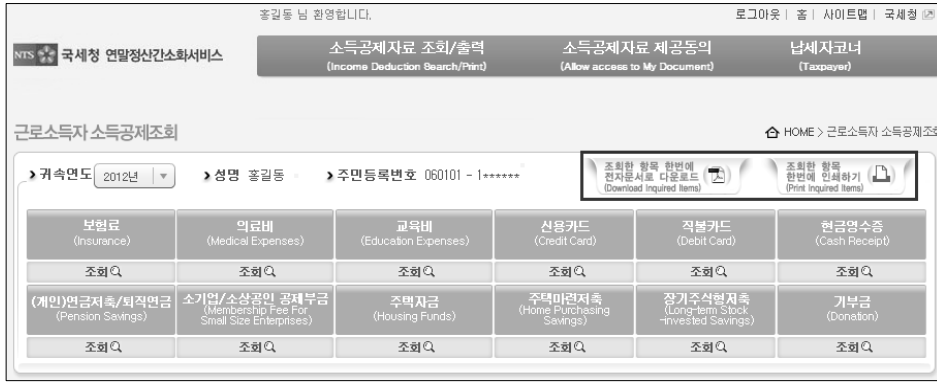 홍길동 님 환영합니다.
로그아웃 | 홈 | 사이트맵 | 국세청
NTS 국세청 연말정산간소화서비스
소득공제자료 조회/출력
(Income Deduction Search/Print)
소득공제자료 제공동의
(Allow access to My Document)
납세자코너
(Taxpayer)
근로소득자 소득공제조회
HOME > 근로소득자 소득공제조회
귀속연도 2012년
성명 홍길동
주민등록번호 060101 - 1******
조회한 항목 한번에
전자문서로 다운로드
(Download Inquired Items)
조회한 항목
한번에 인쇄하기
(Print Inquired Items)
보험료
(Insurance)
의료비
(Medical Expenses)
교육비
(Education Expenses)
신용카드
(Credit Card)
직불카드
(Debit Card)
현금영수증
(Cash Receipt)
조회
조회
조회
조회
조회
조회
(개인)연금저축/퇴직연금
(Pension Savings)
소기업/소상공인 공제부금
(Membership Fee For
Small Size Enterprises)
주택자금
(Housing Funds)
주택마련저축
(Home Purchasing
Savings)
장기주식형저축
(Long-term Stock
-invested Savings)
기부금
(Donation)
조회
조회
조회
조회
조회
조회